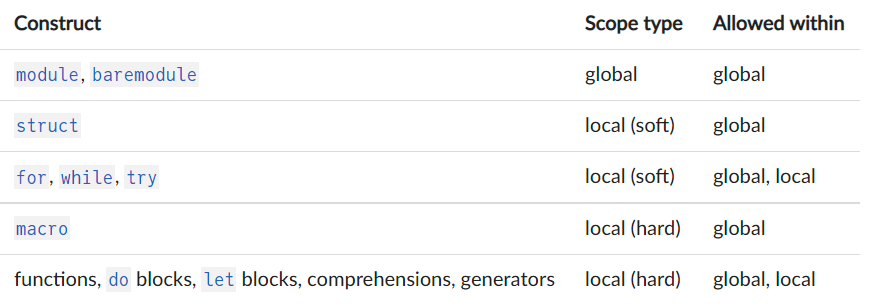 Construct Scope type Allowed within
module, baremodule global global
struct local (soft) global
for, while, try local (soft) global, local
macro local (hard) global
functions, do blocks, let blocks, comprehensions, generators local (hard) global, local